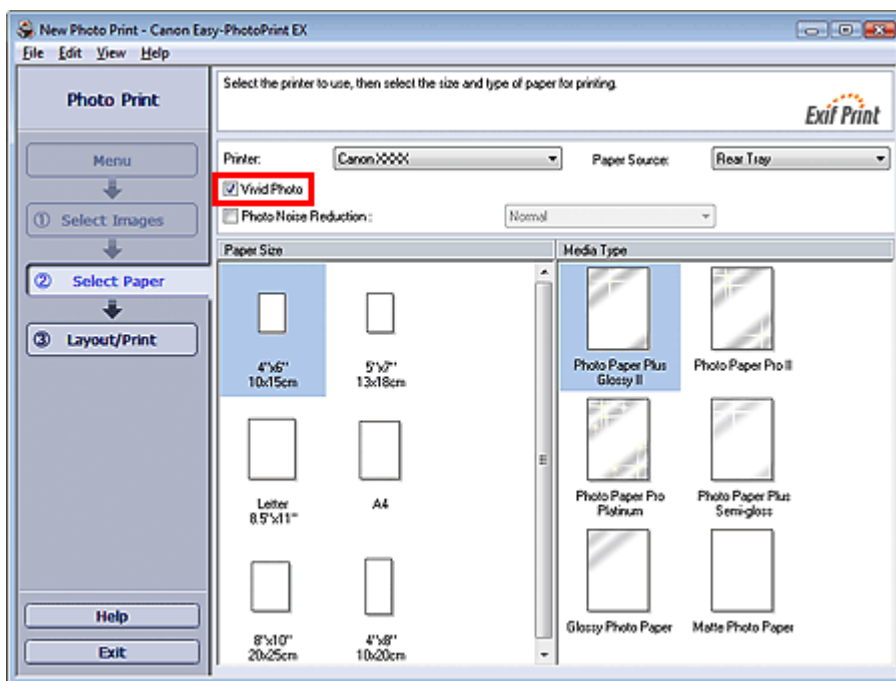 New Photo Print - Canon Easy-PhotoPrint EX
File Edit View Help
Photo Print
Select the printer to use, then select the size and type of paper for printing.
Exif Print
Menu
① Select Images
② Select Paper
③ Layout/Print
Help
Exit
Printer: Canon XXXX Paper Source: Rear Tray
Vivid Photo
Photo Noise Reduction : Normal
Paper Size
4"x6"
10x15cm
5"x7"
13x18cm
Letter
8.5"x11"
A4
8"x10"
20x25cm
4"x8"
10x20cm
Media Type
Photo Paper Plus
Glossy II
Photo Paper Pro II
Photo Paper Pro
Platinum
Photo Paper Plus
Semi-gloss
Glossy Photo Paper
Matte Photo Paper